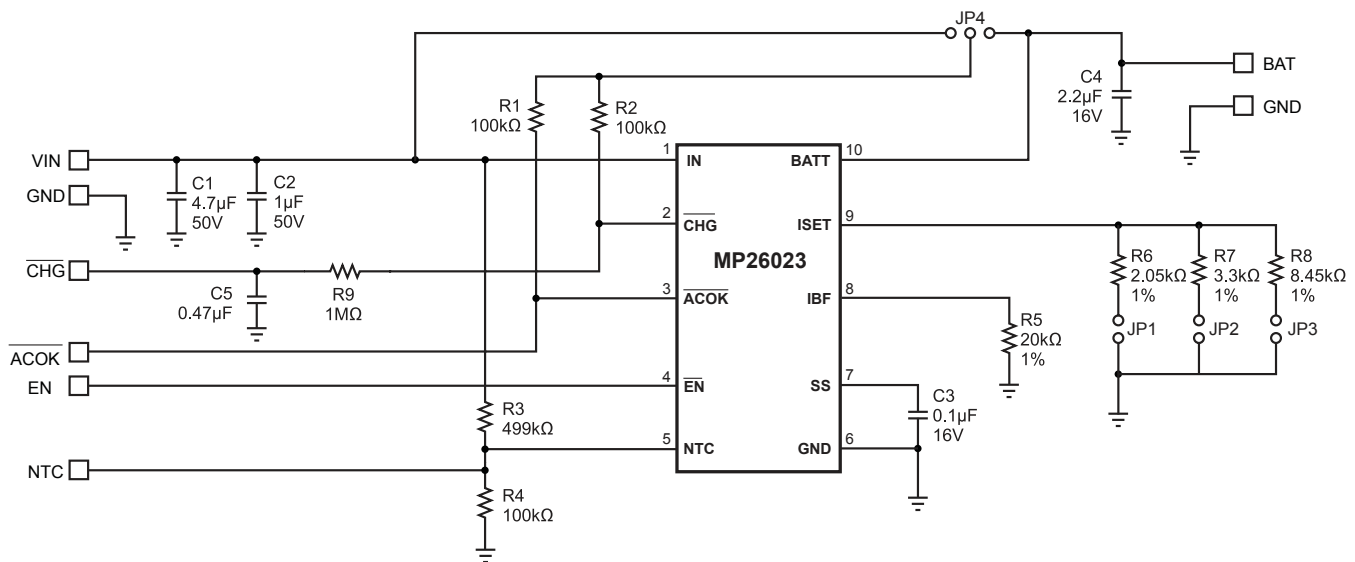 JP4
BAT
C4
2.2µF
16V
GND
R1
100kΩ
R2
100kΩ
VIN
1
IN
BATT
10
GND
C1
4.7µF
50V
C2
1µF
50V
2
CHG
ISET
9
MP26023
R6
2.05kΩ
1%
R7
3.3kΩ
1%
R8
8.45kΩ
1%
CHG
C5
0.47µF
R9
1MΩ
3
ACOK
IBF
8
R5
20kΩ
1%
JP1
JP2
JP3
ACOK
EN
4
EN
SS
7
C3
0.1µF
16V
R3
499kΩ
NTC
5
NTC
GND
6
R4
100kΩ